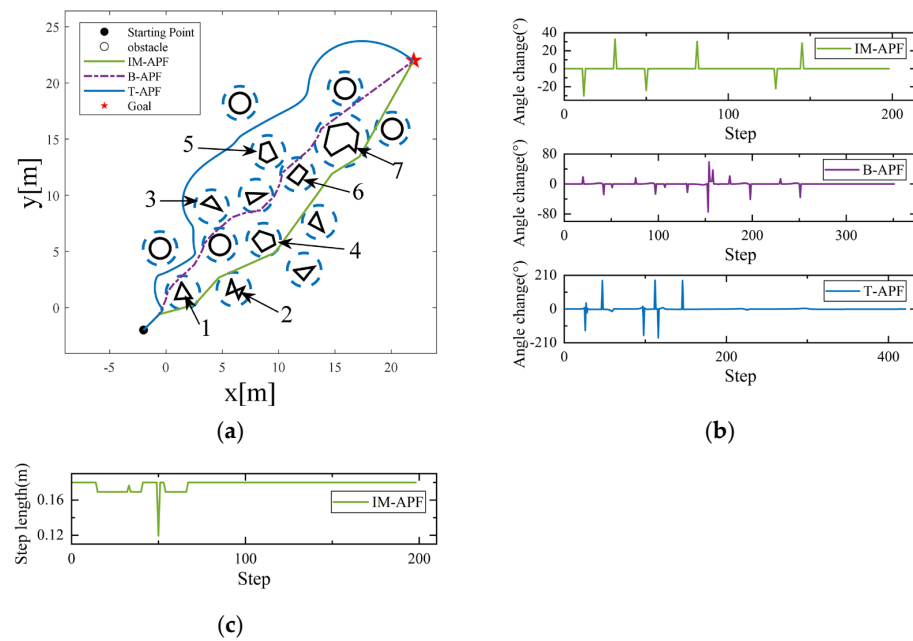 Starting Point
obstacle
IM-APF
B-APF
T-APF
Goal
25
20
15
10
5
0
-5 0 5 10 15 20
y[m]
x[m]
1
2
3
4
5
6
7
(a)
Angle change(°)
40
20
0
-20
-40
IM-APF
0 100 200
Step
Angle change(°)
80
0
-80
B-APF
0 100 200 300
Step
Angle change(°)
210
0
-210
T-APF
0 200 400
Step
(b)
Step length(m)
0.16
0.12
IM-APF
0 100 200
Step
(c)